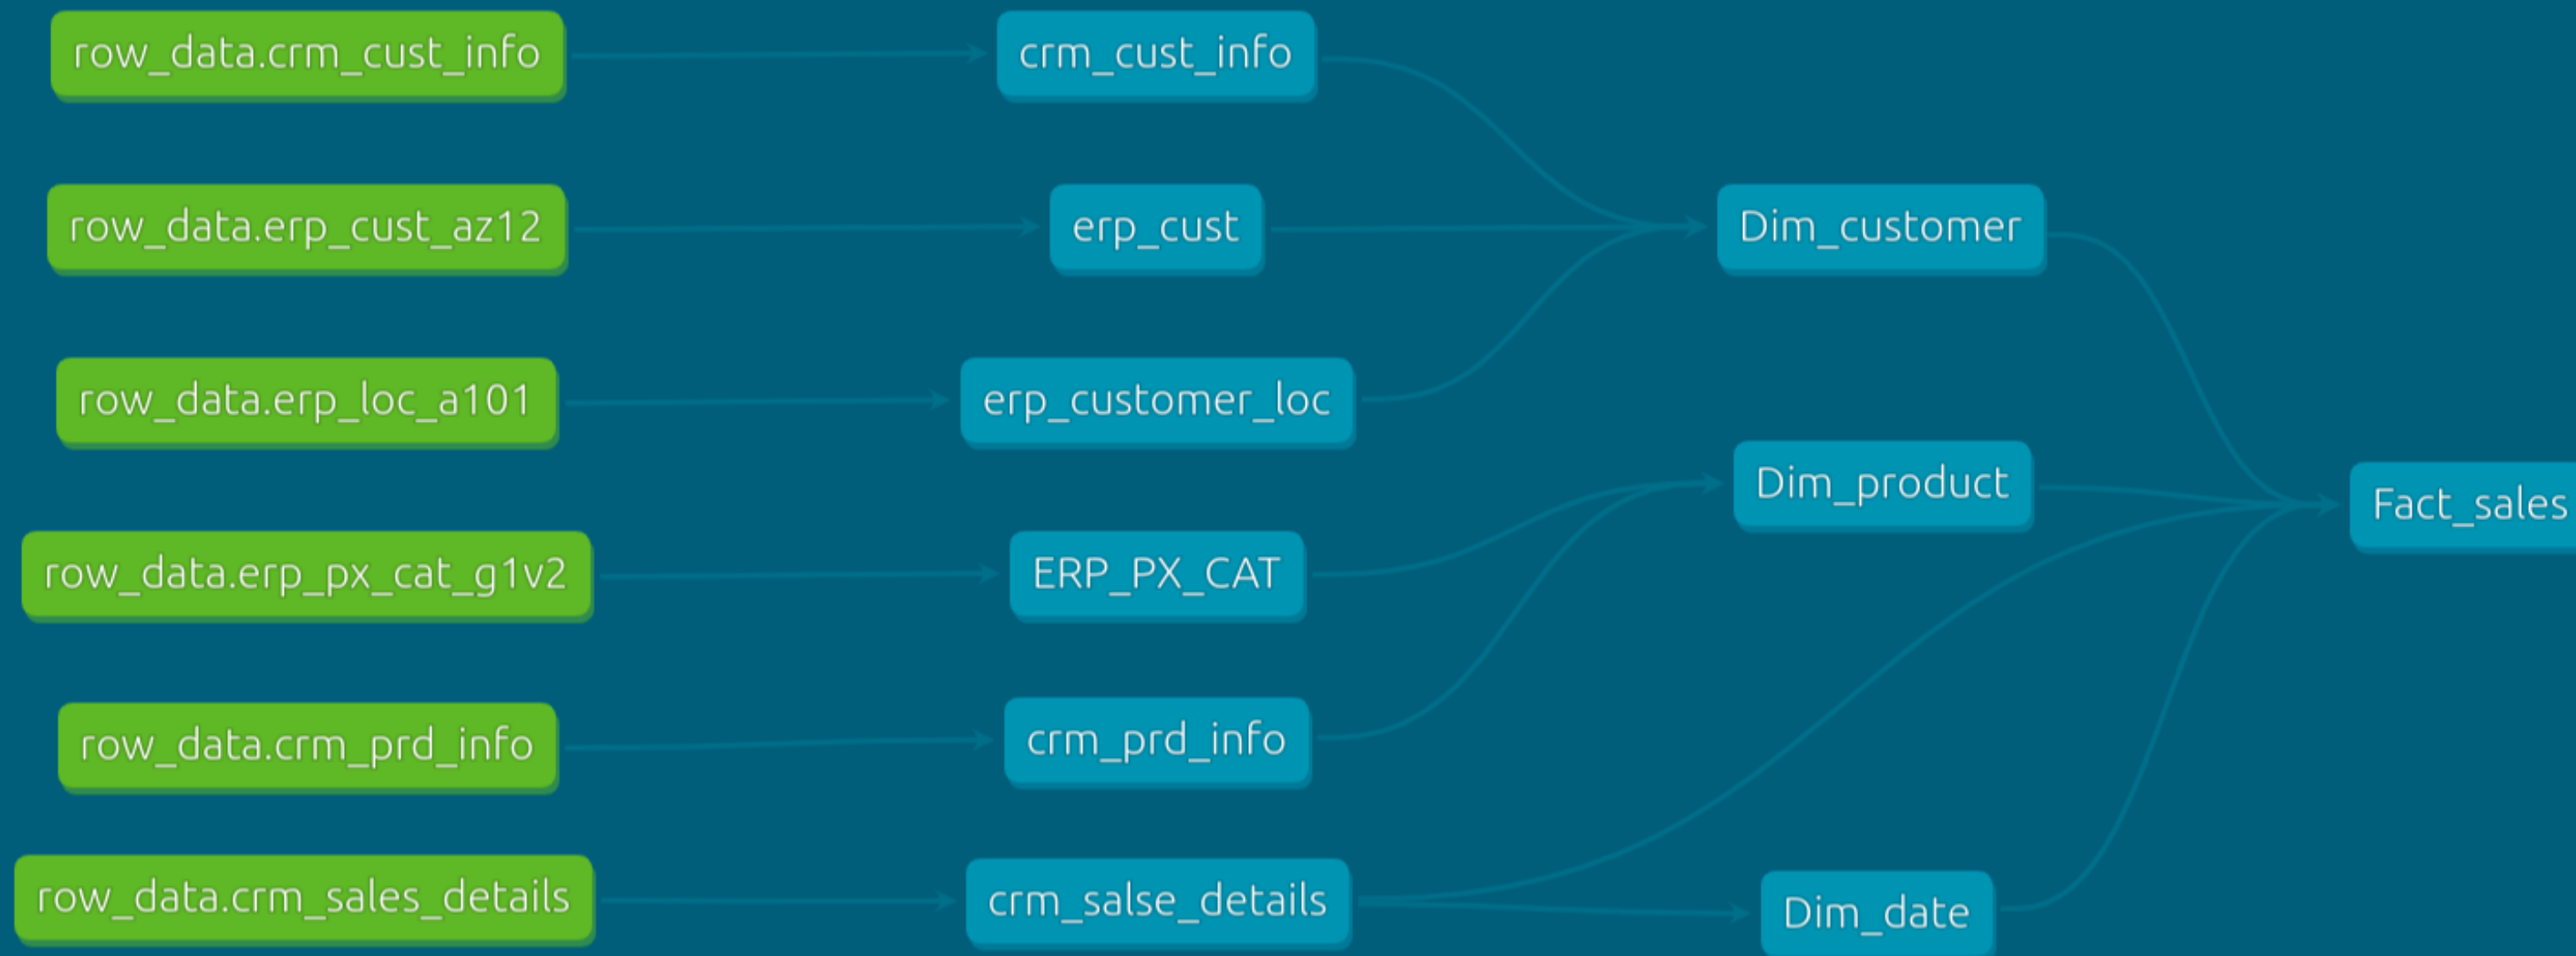 row_data.crm_cust_info
crm_cust_info
row_data.erp_cust_az12
erp_cust
Dim_customer
row_data.erp_loc_a101
erp_customer_loc
Dim_product
Fact_sales
row_data.erp_px_cat_g1v2
ERP_PX_CAT
row_data.crm_prd_info
crm_prd_info
row_data.crm_sales_details
crm_salse_details
Dim_date